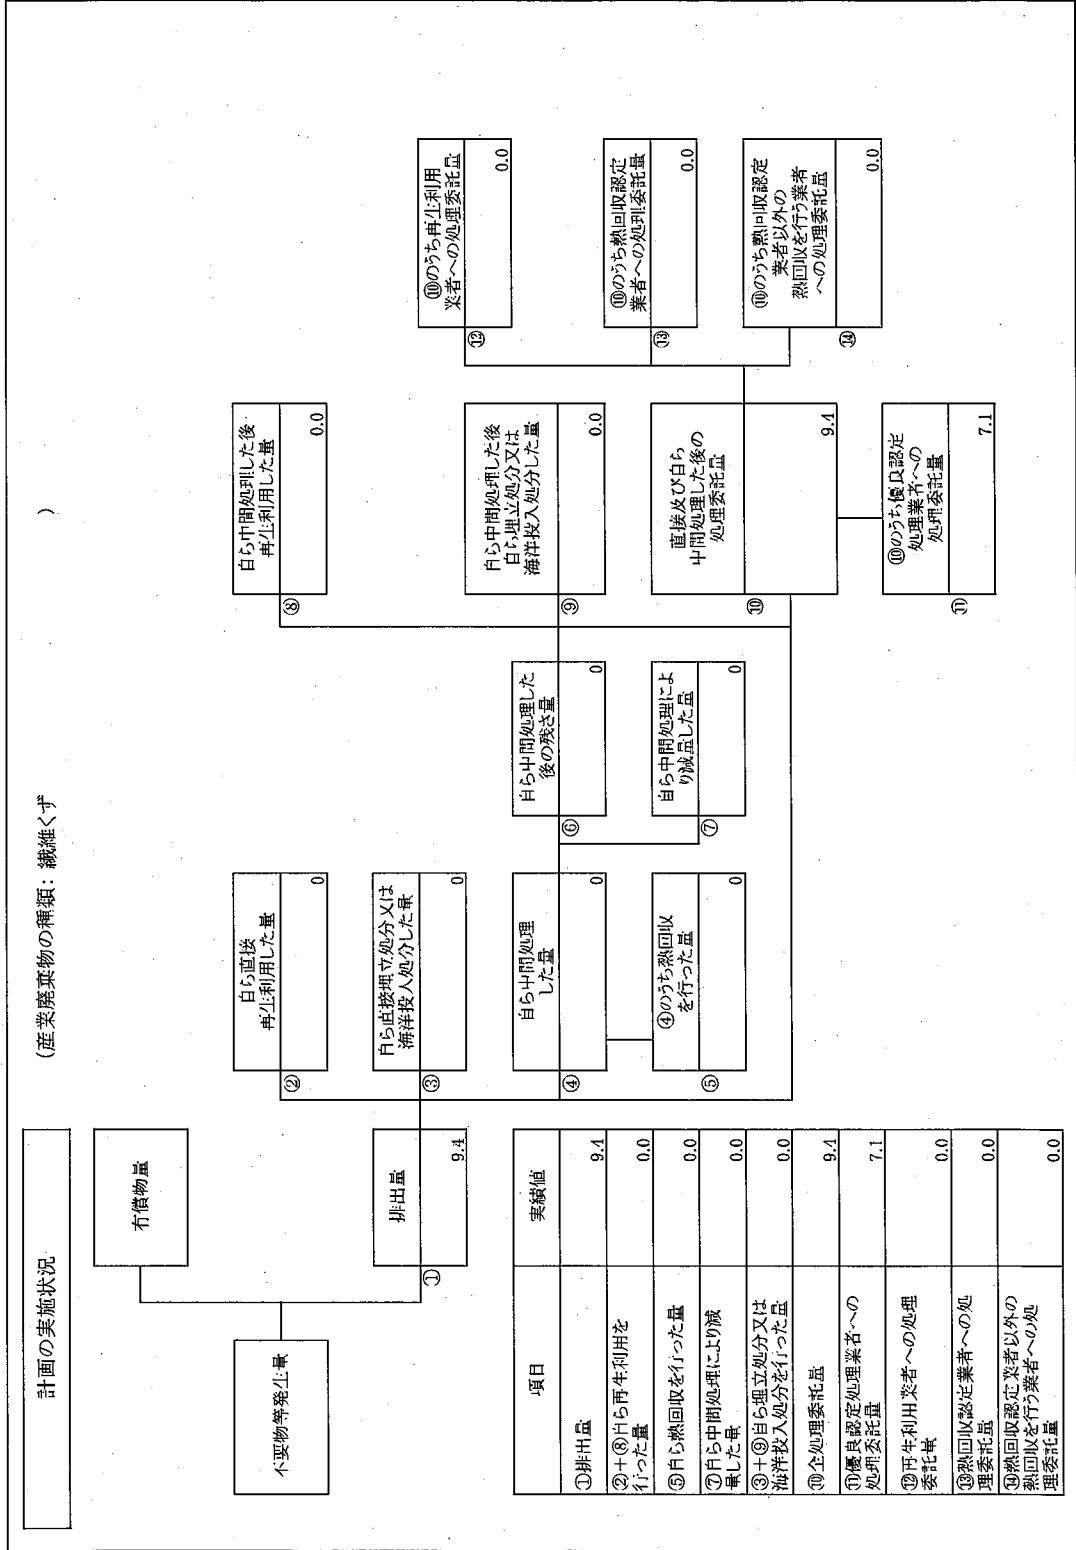 計画の実施状況
(産業廃棄物の種類：繊維くず
)
不要物等発生量
有償物量
排出量
①
9.4
自ら直接
再生利用した量
②
0
自ら直接埋立処分又は
海洋投入処分した量
③
0
自ら中間処理
した量
④
0
④のうち熱回収
を行った量
⑤
0
自ら中間処理した
後の残さ量
⑥
0
自ら中間処理によ
り減量した量
⑦
0
自ら中間処理した後
再生利用した量
⑧
0.0
自ら中間処理した後
自ら埋立処分又は
海洋投入処分した量
⑨
0.0
直接及び自ら
中間処理した後の
処理委託量
⑩
9.4
⑩のうち優良認定
処理業者への
処理委託量
⑪
7.1
⑩のうち再生利用
業者への処理委託量
⑫
0.0
⑩のうち熱回収認定
業者への処理委託量
⑬
0.0
⑩のうち熱回収認定
業者以外の
熱回収を行う業者
への処理委託量
⑭
0.0
項目 実績値
①排出量 9.4
②+⑧自ら再生利用を
行った量 0.0
⑤自ら熱回収を行った量 0.0
⑦自ら中間処理により減
量した量 0.0
③+⑨自ら埋立処分又は
海洋投入処分を行った量 0.0
⑩全処理委託量 9.4
⑪優良認定処理業者への
処理委託量 7.1
⑫再生利用業者への処理
委託量 0.0
⑬熱回収認定業者への処
理委託量 0.0
⑭熱回収認定業者以外の
熱回収を行う業者への処
理委託量 0.0